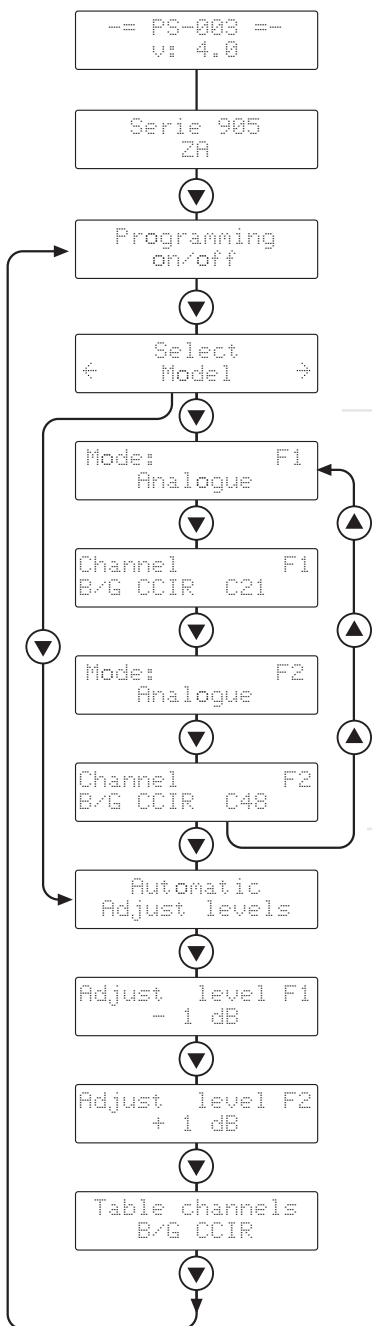 -= PS-003 =-
v: 4.0
Serie 905
ZA
Programming
on/off
Select
← Model →
Mode: F1
Analogue
Channel F1
B/G CCIR C21
Mode: F2
Analogue
Channel F2
B/G CCIR C48
Automatic
Adjust levels
Adjust level F1
- 1 dB
Adjust level F2
+ 1 dB
Table channels
B/G CCIR